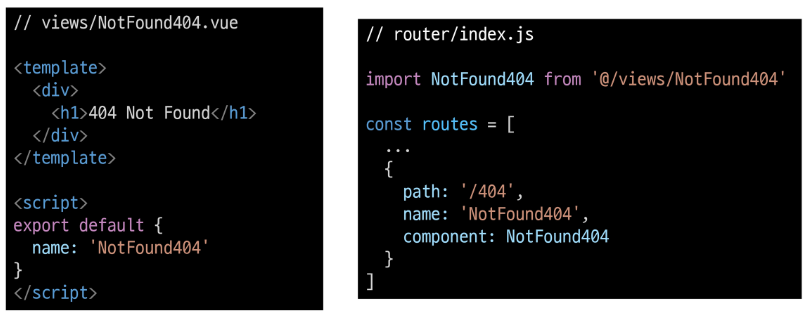 // views/NotFound404.vue
<template>
  <div>
    <h1>404 Not Found</h1>
  </div>
</template>
<script>
export default {
  name: 'NotFound404'
}
</script>
// router/index.js
import NotFound404 from '@/views/NotFound404'
const routes = [
  ...
  {
    path: '/404',
    name: 'NotFound404',
    component: NotFound404
  }
]